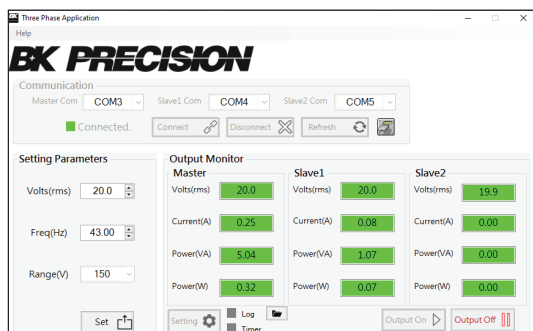 Three Phase Application
Help
BK PRECISION
Communication
Master Com COM3 Slave1 Com COM4 Slave2 Com COM5
Connected. Connect Disconnect Refresh
Setting Parameters
Volts(rms) 20.0
Freq(Hz) 43.00
Range(V) 150
Set
Output Monitor
Master Slave1 Slave2
Volts(rms) 20.0 Volts(rms) 20.0 Volts(rms) 19.9
Current(A) 0.25 Current(A) 0.08 Current(A) 0.00
Power(VA) 5.04 Power(VA) 1.07 Power(VA) 0.00
Power(W) 0.32 Power(W) 0.07 Power(W) 0.00
Setting Log Output On Output Off
Timer